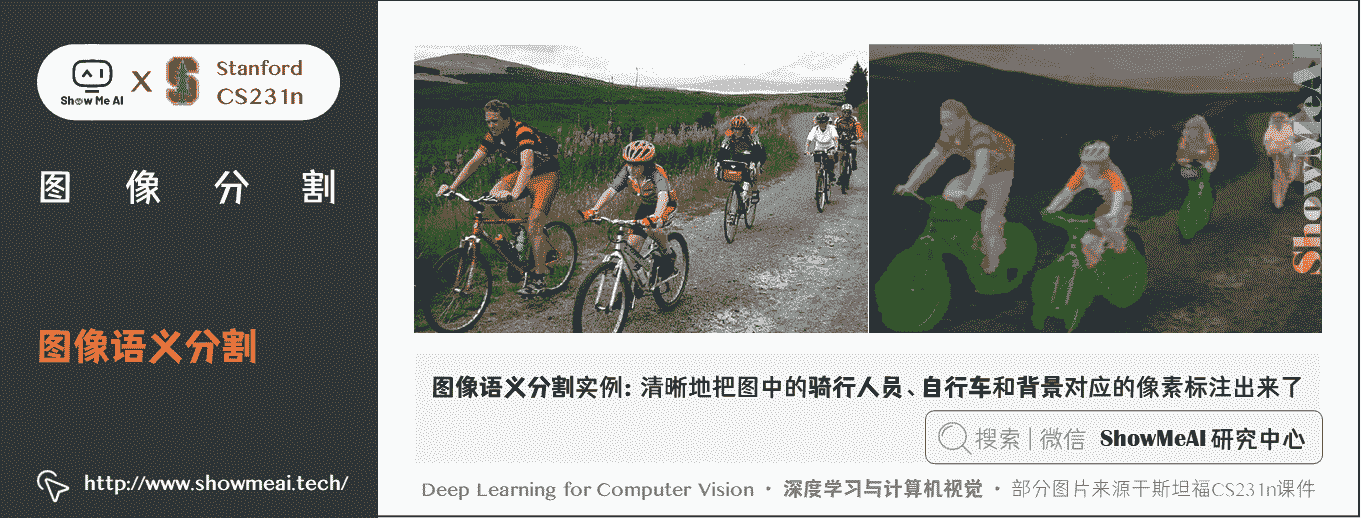 Show Me AI
X
Stanford
CS231n
图像分割
图像语义分割
http://www.showmeai.tech/
ShowMeAI
图像语义分割实例: 清晰地把图中的骑行人员、自行车和背景对应的像素标注出来了
搜索 | 微信 ShowMeAI 研究中心
Deep Learning for Computer Vision · 深度学习与计算机视觉 · 部分图片来源于斯坦福CS231n课件